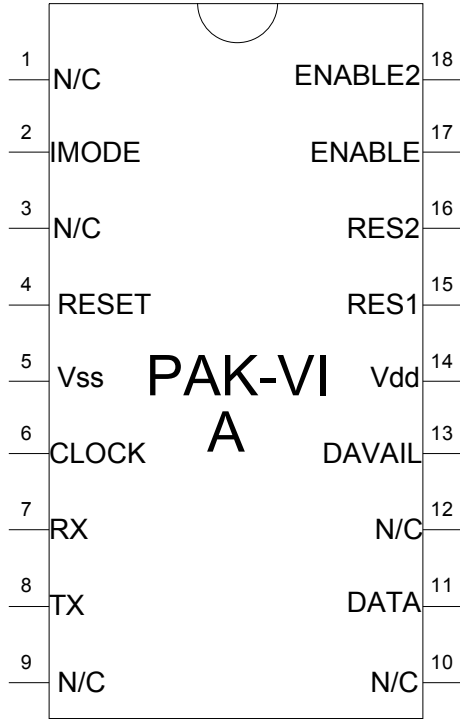 1 N/C ENABLE2 18
2 IMODE ENABLE 17
3 N/C RES2 16
4 RESET RES1 15
5 Vss PAK-VI Vdd 14
A
6 CLOCK DAVAIL 13
7 RX N/C 12
8 TX DATA 11
9 N/C N/C 10